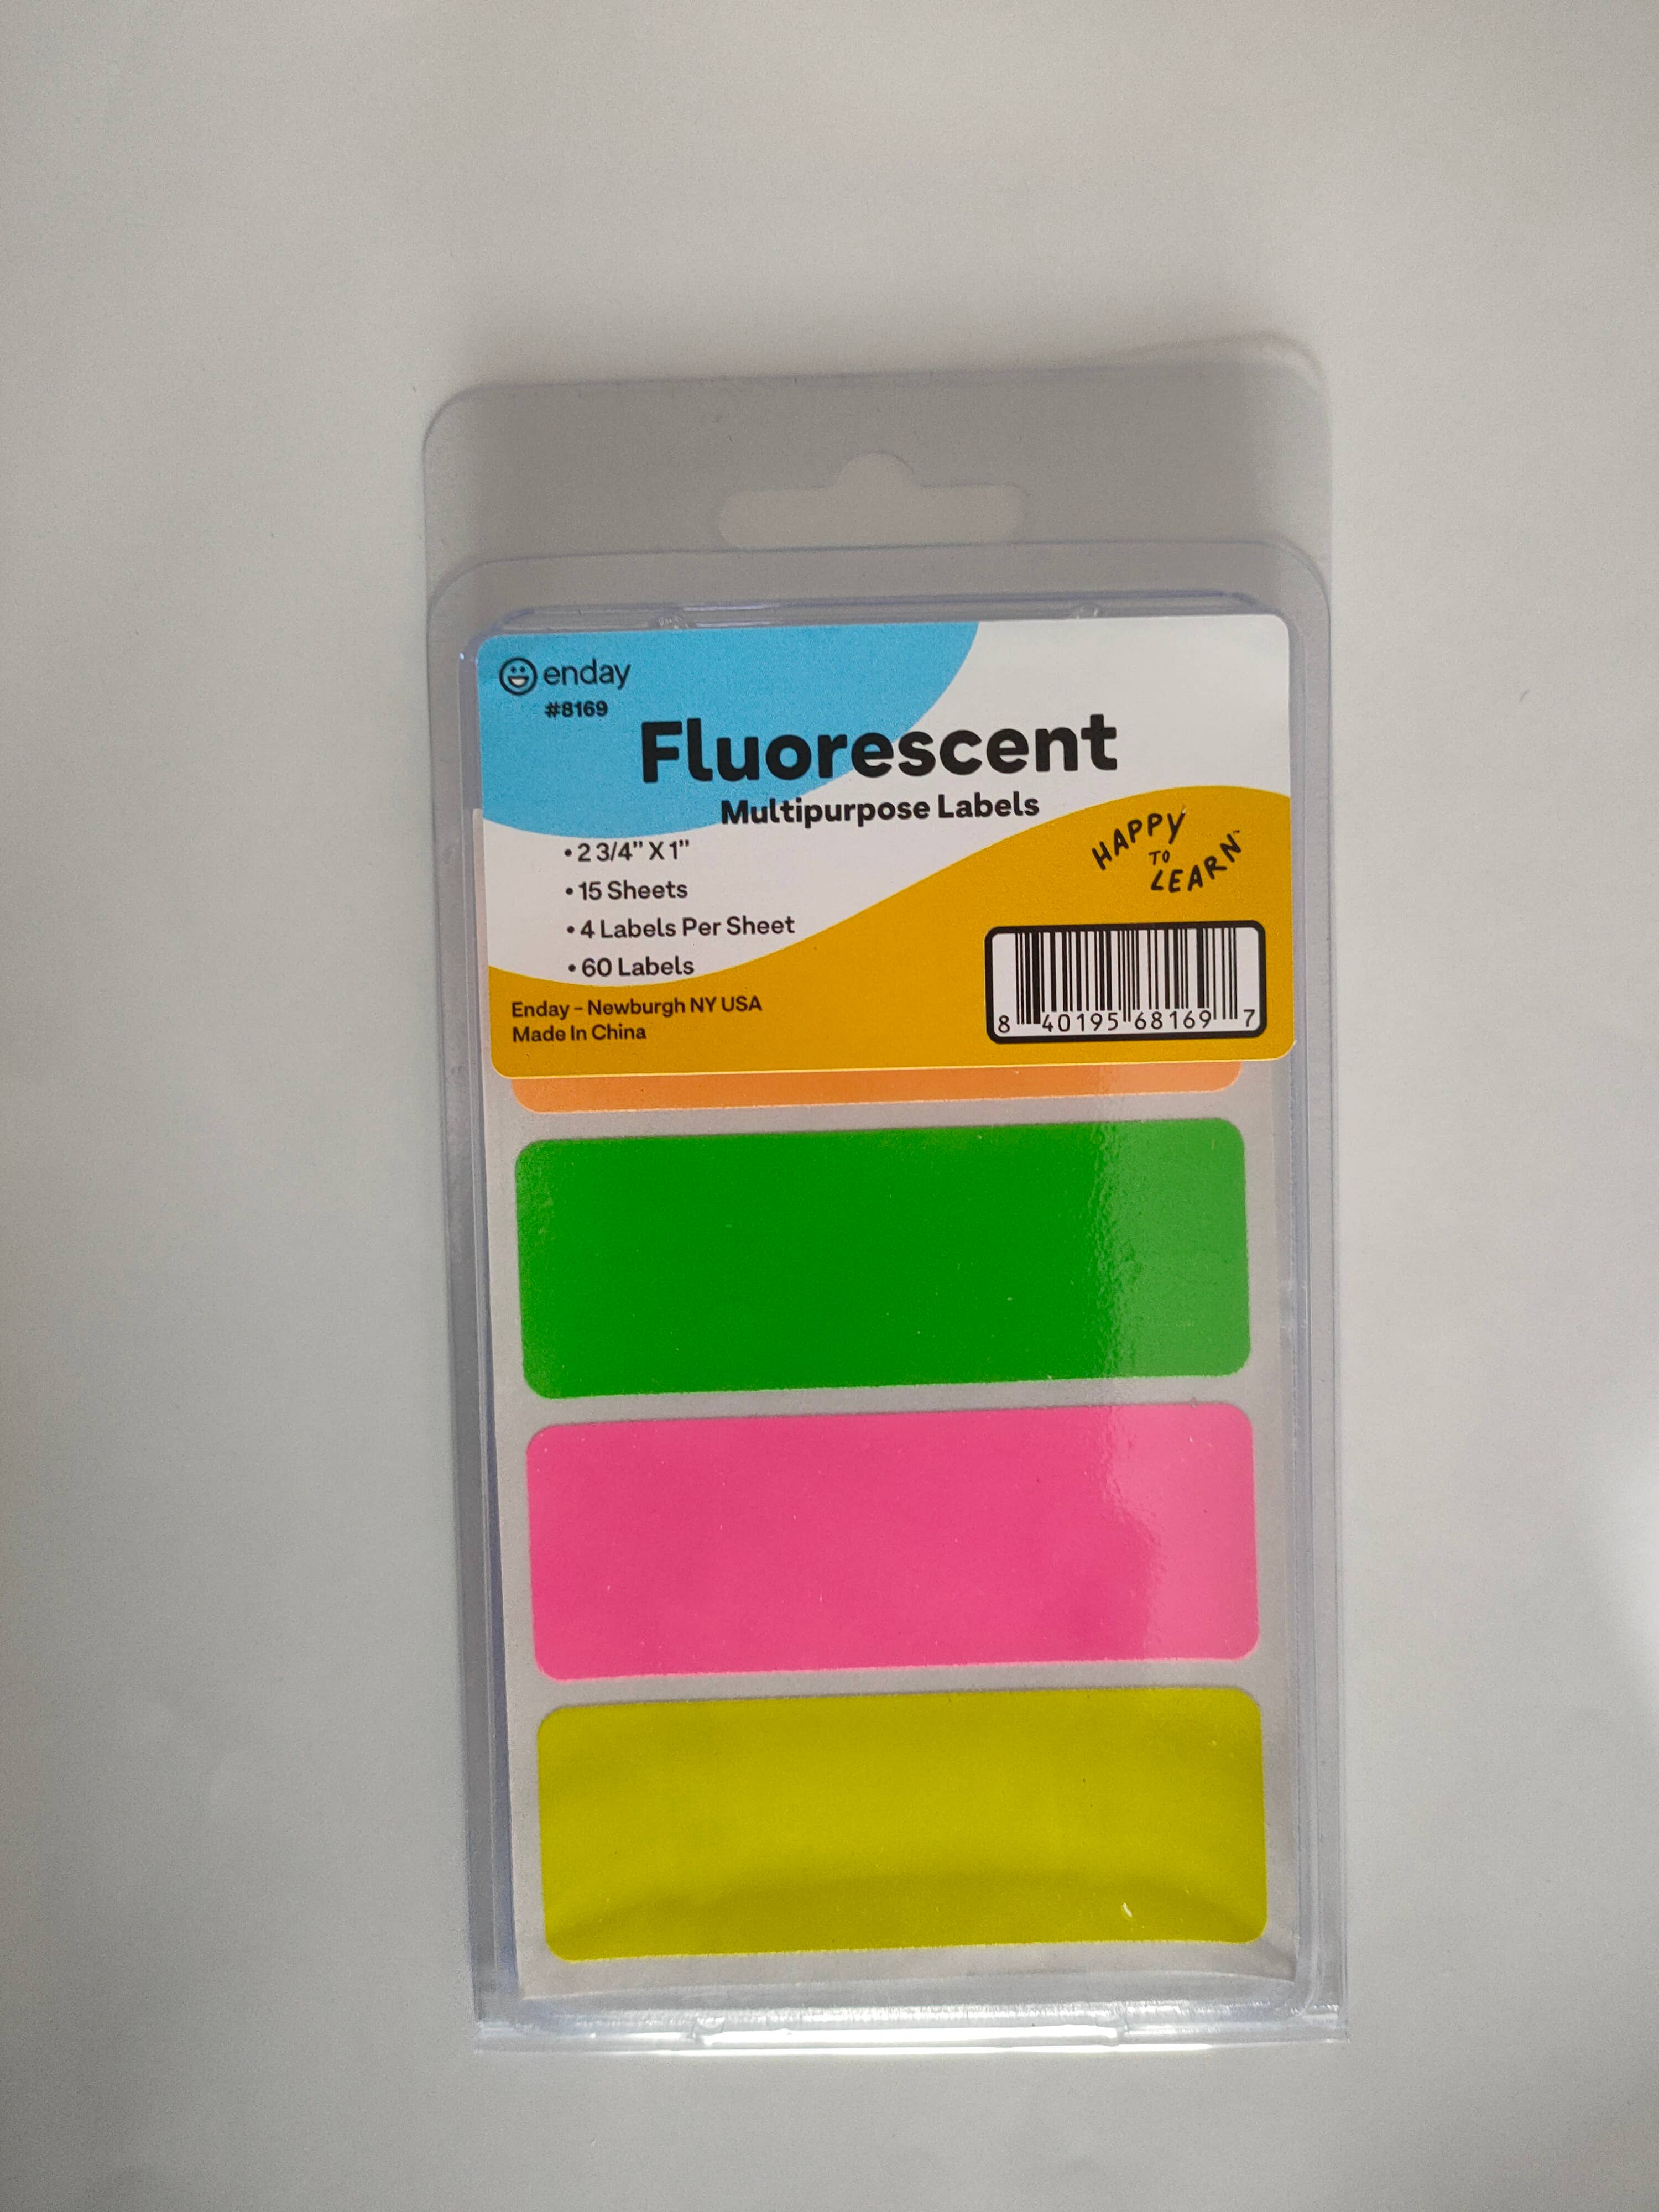 enday
#8169
Fluorescent
Multipurpose Labels
• 2 3/4” X 1”
• 15 Sheets
• 4 Labels Per Sheet
• 60 Labels
Enday – Newburgh NY USA
Made In China
HAPPY
TO
LEARN™
8 40195 68169 7